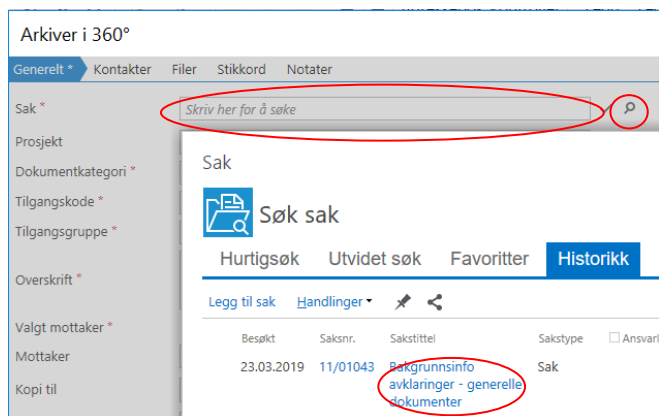 Arkiver i 360°
Generelt * Kontakter Filer Stikkord Notater
Sak * Skriv her for å søke
Prosjekt
Dokumentkategori *
Tilgangskode *
Tilgangsgruppe *
Overskrift *
Valgt mottaker *
Mottaker
Kopi til
Sak
Søk sak
Hurtigsøk Utvidet søk Favoritter Historikk
Legg til sak Handlinger
Besøkt Saksnr. Sakstittel Sakstype Ansvarl
23.03.2019 11/01043 Bakgrunnsinfo Sak
avklaringer - generelle
dokumenter